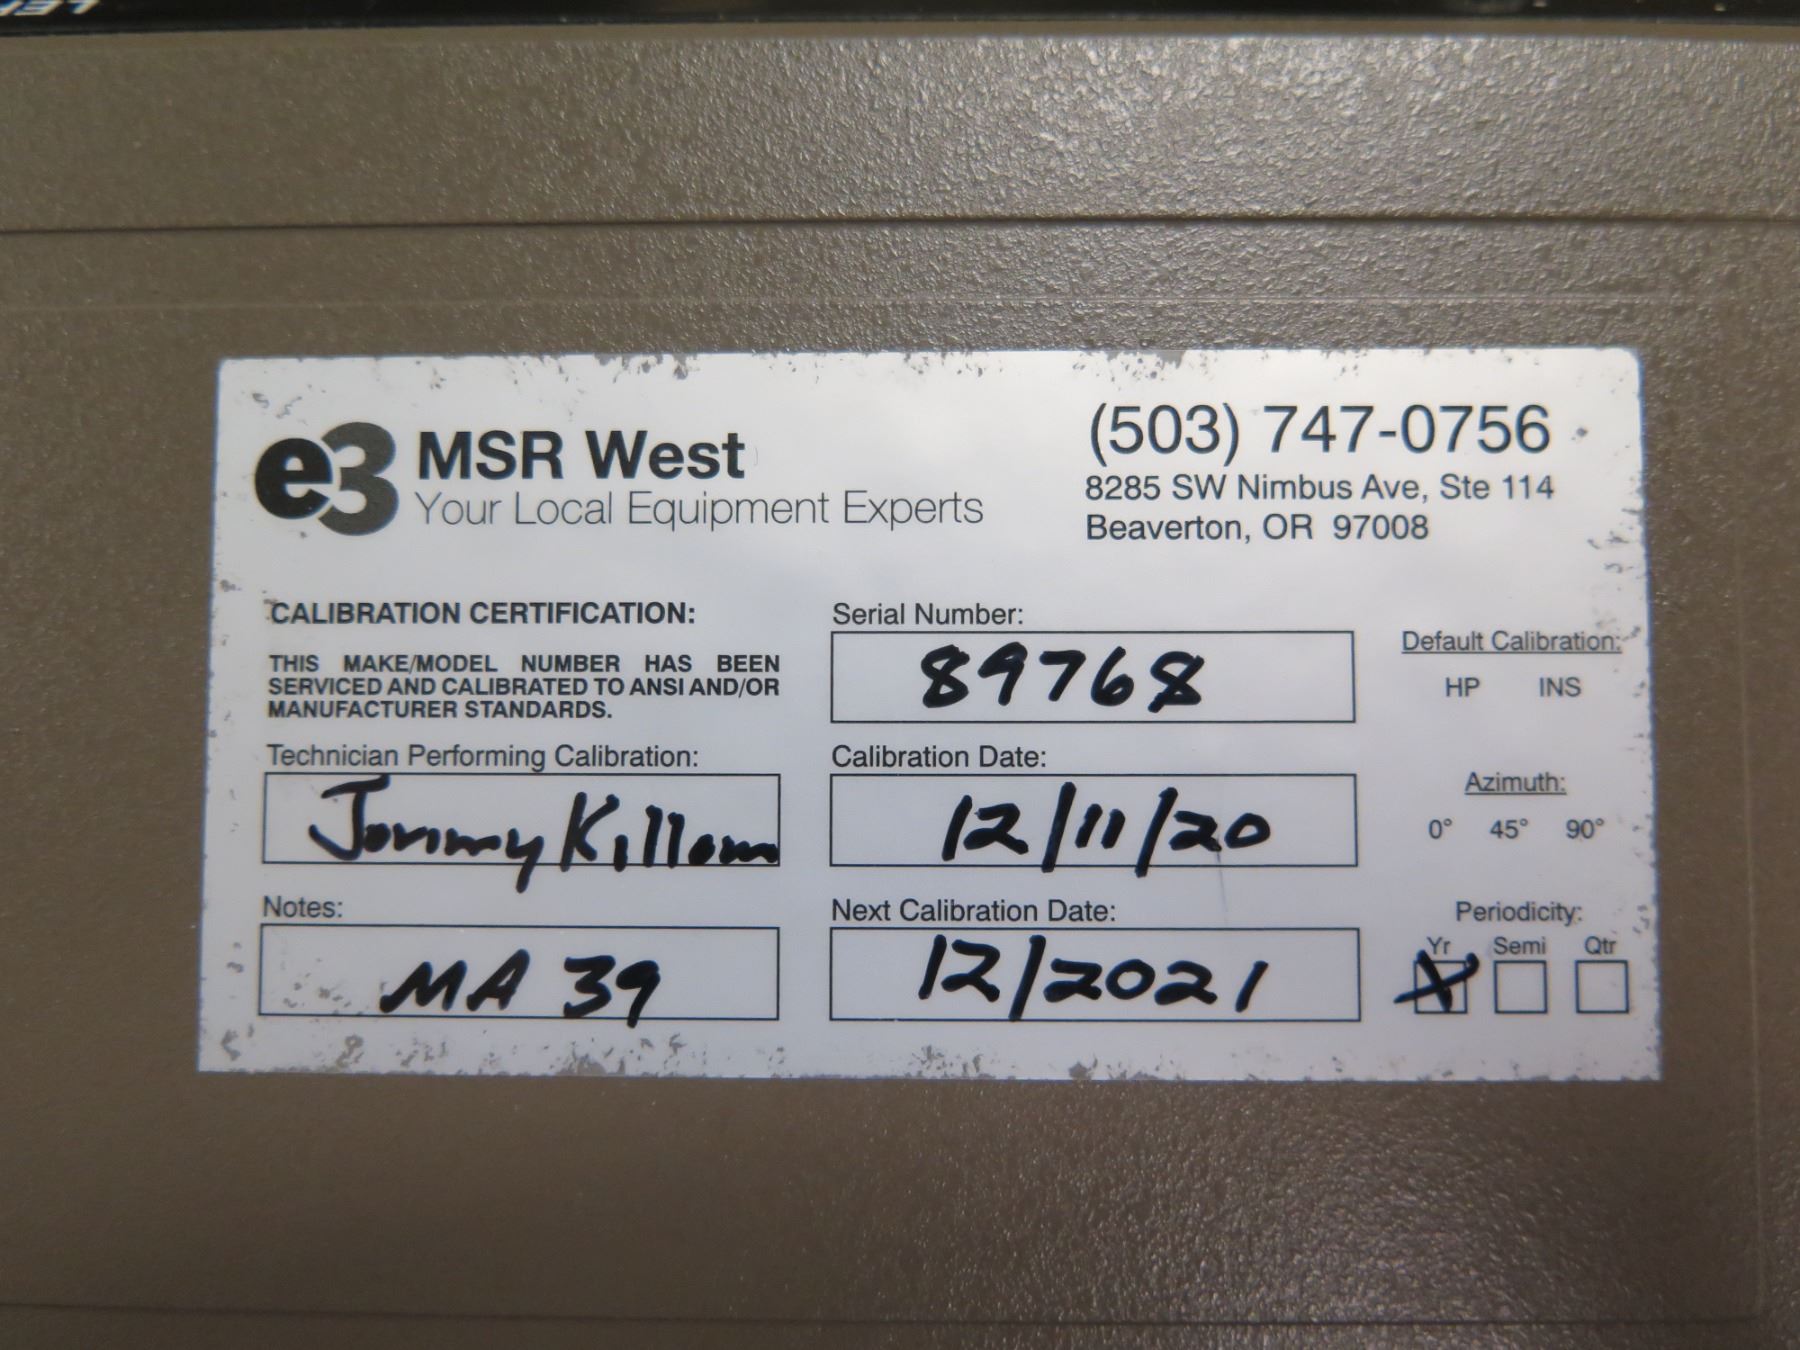 e3 MSR West
Your Local Equipment Experts
(503) 747-0756
8285 SW Nimbus Ave, Ste 114
Beaverton, OR 97008
CALIBRATION CERTIFICATION:
THIS MAKE/MODEL NUMBER HAS BEEN
SERVICED AND CALIBRATED TO ANSI AND/OR
MANUFACTURER STANDARDS.
Serial Number:
89768
Default Calibration:
HP INS
Technician Performing Calibration:
Calibration Date:
12/11/20
Azimuth:
0° 45° 90°
Notes:
MA 39
Next Calibration Date:
12/2021
Periodicity:
Yr Semi Qtr
X